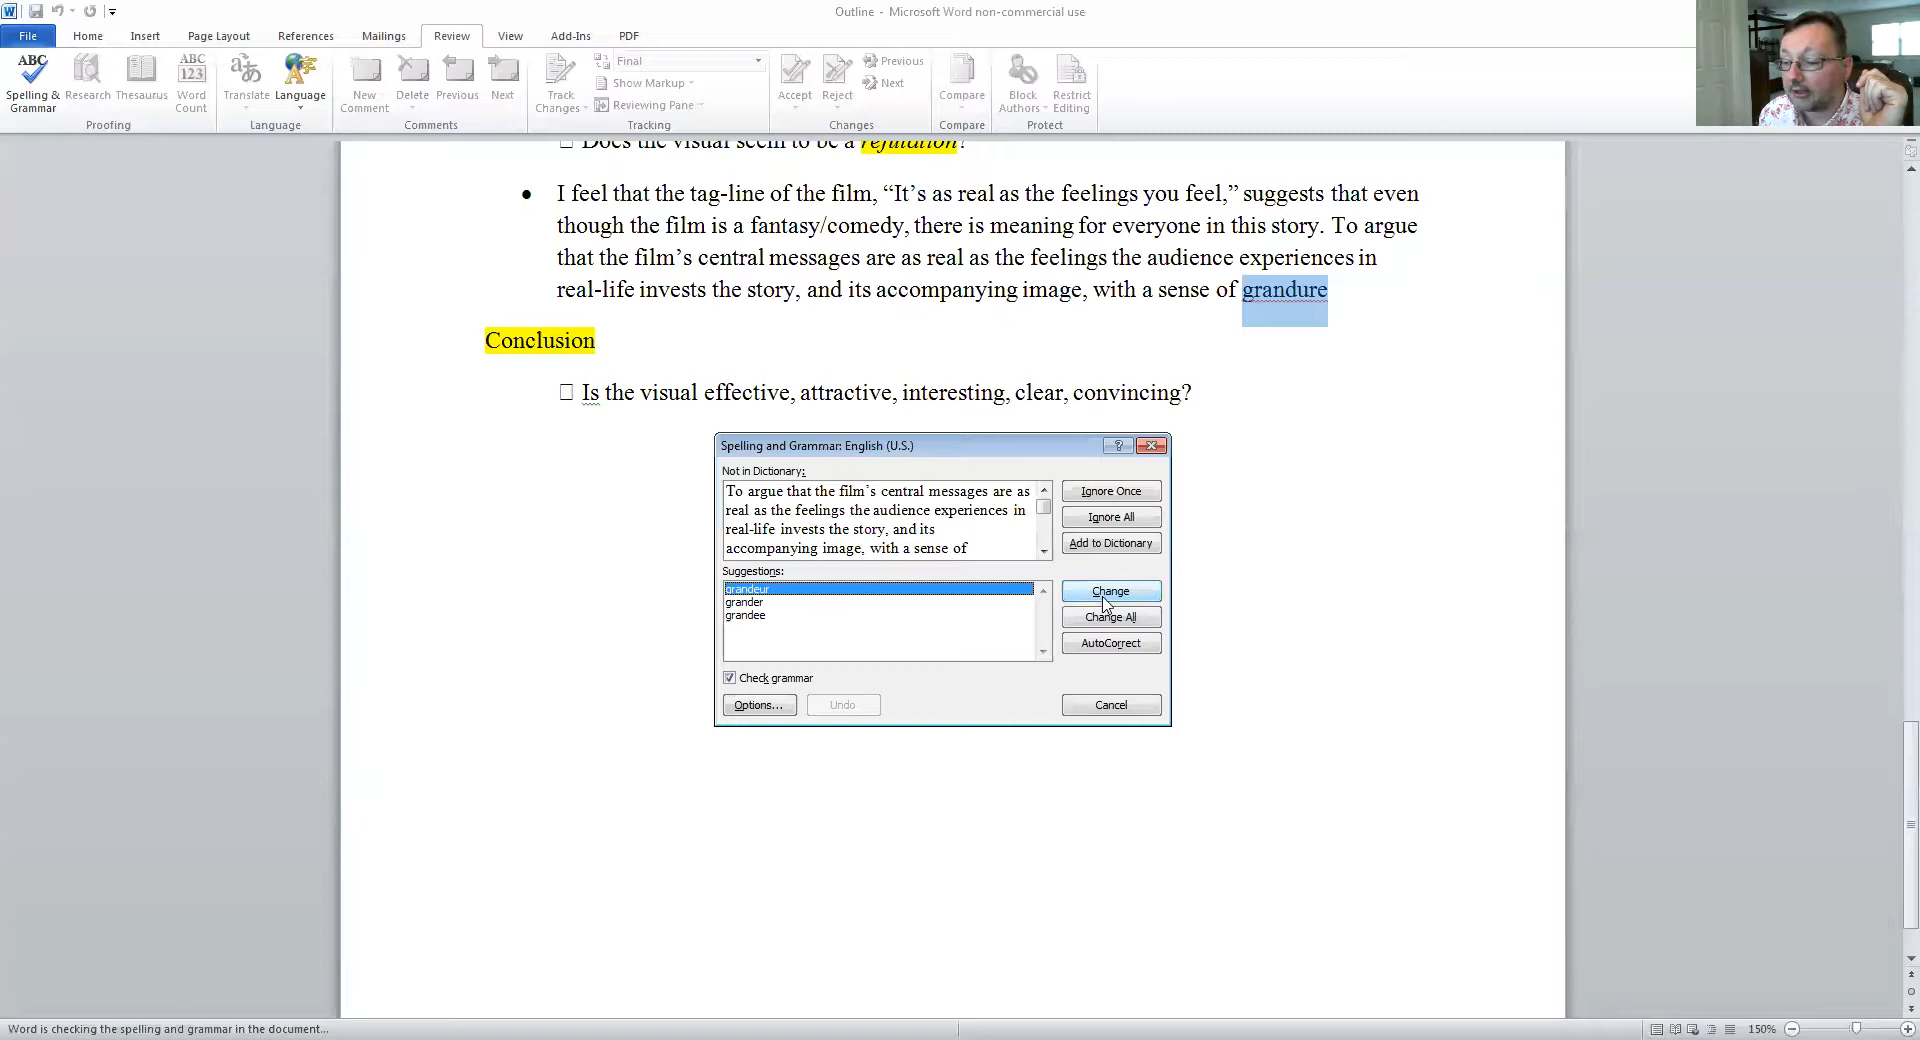 Outline - Microsoft Word non-commercial use
File Home Insert Page Layout References Mailings Review View Add-Ins PDF
ABC Spelling & Grammar
Research
Thesaurus
ABC 123 Word Count
Proofing
Translate
Language
Language
New Comment
Delete
Previous
Next
Comments
Track Changes
Final
Show Markup
Reviewing Pane
Tracking
Accept
Reject
Previous
Next
Changes
Compare
Compare
Block Authors
Restrict Editing
Protect
□ Does the visual seem to be a refutation?
• I feel that the tag-line of the film, “It’s as real as the feelings you feel,” suggests that even
though the film is a fantasy/comedy, there is meaning for everyone in this story. To argue
that the film’s central messages are as real as the feelings the audience experiences in
real-life invests the story, and its accompanying image, with a sense of grandure
Conclusion
□ Is the visual effective, attractive, interesting, clear, convincing?
Spelling and Grammar: English (U.S.)
Not in Dictionary:
To argue that the film’s central messages are as
real as the feelings the audience experiences in
real-life invests the story, and its
accompanying image, with a sense of
Ignore Once
Ignore All
Add to Dictionary
Suggestions:
grandeur
grander
grandee
Change
Change All
AutoCorrect
Check grammar
Options... Undo Cancel
Word is checking the spelling and grammar in the document...
150%